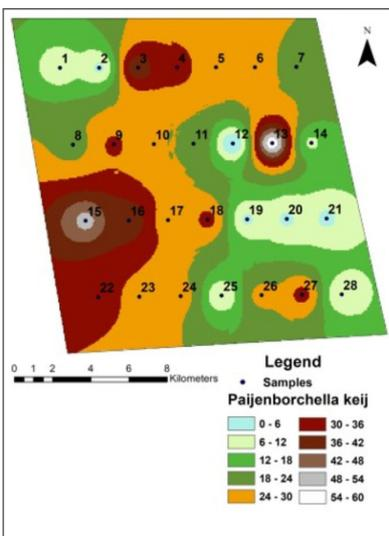 N
1 2 3 4 5 6 7
8 9 10 11 12 13 14
15 16 17 18 19 20 21
22 23 24 25 26 27 28
Legend
0 1 2 4 6 8
Kilometers
Samples
Paijenborchella keij
0 - 6 30 - 36
6 - 12 36 - 42
12 - 18 42 - 48
18 - 24 48 - 54
24 - 30 54 - 60